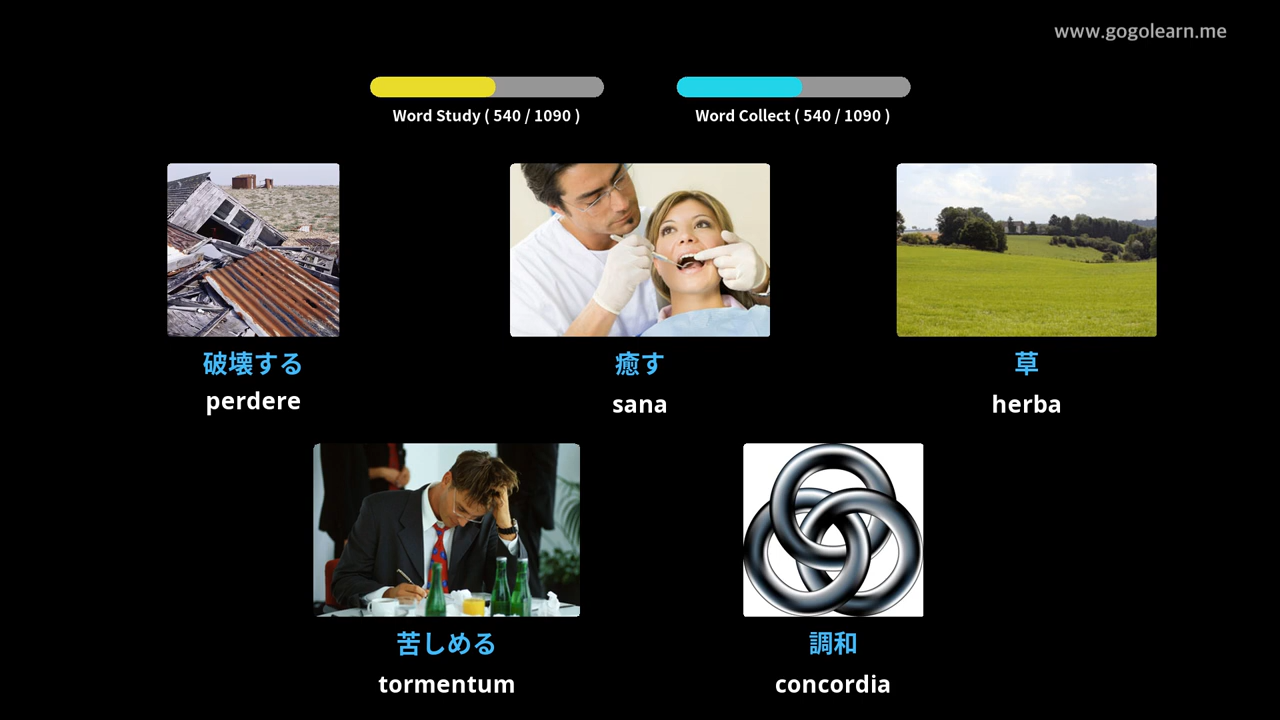 www.gogolearn.me
Word Study ( 540 / 1090 )
Word Collect ( 540 / 1090 )
破壊する
perdere
癒す
sana
草
herba
苦しめる
tormentum
調和
concordia